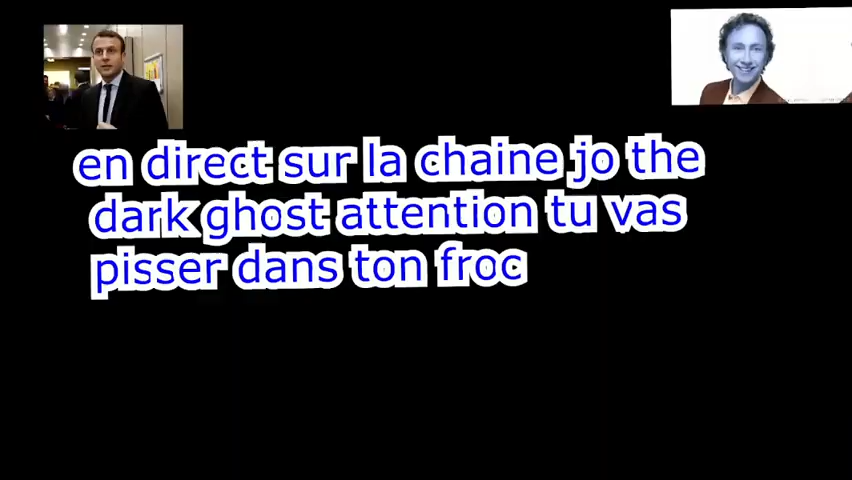 en direct sur la chaine jo the
dark ghost attention tu vas
pisser dans ton froc